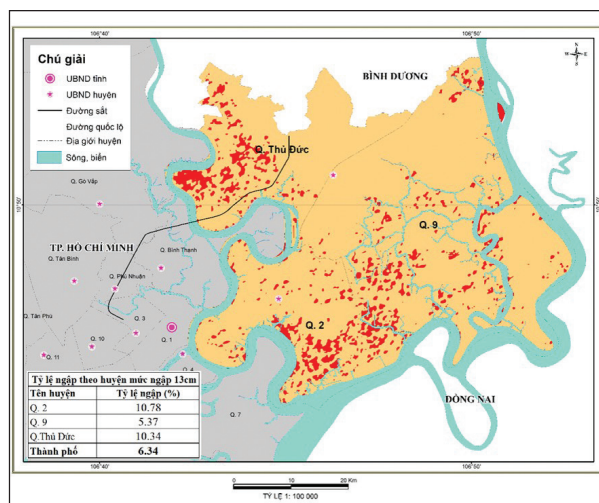 106°40' 106°50'
Chú giải
UBND tỉnh
UBND huyện
Đường sắt
Đường quốc lộ
Địa giới huyện
Sông, biển
BÌNH DƯƠNG
Q. Thủ Đức
Q. Gò Vấp
10°50' 10°50'
Q. 9
TP. HỒ CHÍ MINH
Q. Bình Thạnh
Q. Tân Bình
Q. Phú Nhuận
Q. Tân Phú
Q. 3
Q. 2
Q. 10
Q. 1
Q. 11
Q. 4
ĐỒNG NAI
Q. 7
Tỷ lệ ngập theo huyện mức ngập 13cm
Tên huyện Tỷ lệ ngập (%)
Q. 2 10.78
Q. 9 5.37
Q.Thủ Đức 10.34
Thành phố 6.34
106°40' 106°50'
0 10 20 Km
TỶ LỆ 1: 100 000